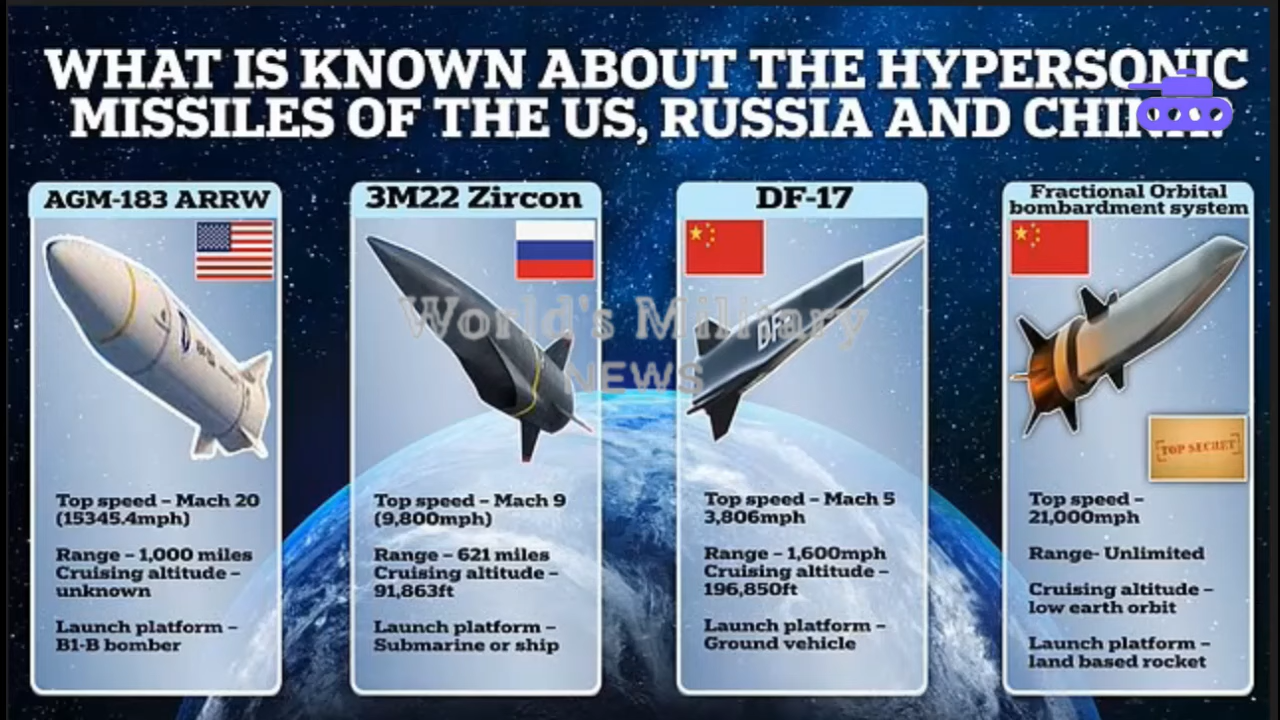 WHAT IS KNOWN ABOUT THE HYPERSONIC
MISSILES OF THE US, RUSSIA AND
AGM-183 ARRW
Top speed – Mach 20
(15345.4mph)
Range – 1,000 miles
Cruising altitude –
unknown
Launch platform –
B1-B bomber
3M22 Zircon
Top speed – Mach 9
(9,800mph)
Range – 621 miles
Cruising altitude –
91,863ft
Launch platform –
Submarine or ship
DF-17
DF-
Top speed – Mach 5
3,806mph
Range – 1,600mph
Cruising altitude –
196,850ft
Launch platform –
Ground vehicle
Fractional Orbital
bombardment system
TOP SECRET
Top speed –
21,000mph
Range- Unlimited
Cruising altitude –
low earth orbit
Launch platform –
land based rocket
World's Military
NEWS